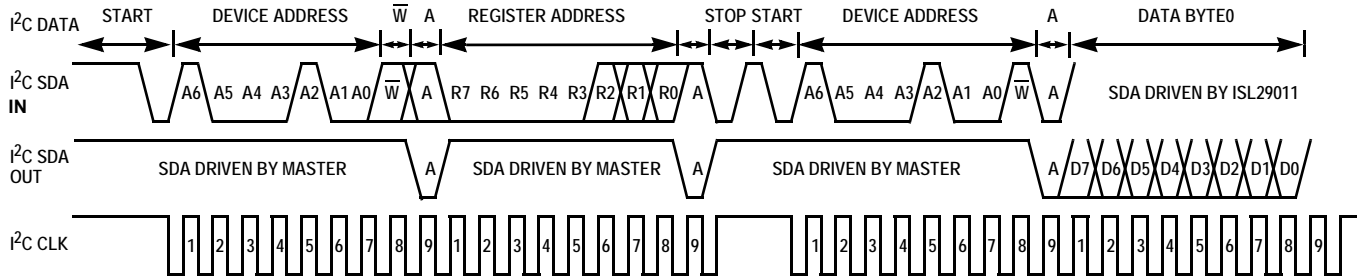 I²C DATA START DEVICE ADDRESS W̅ A REGISTER ADDRESS STOP START DEVICE ADDRESS A DATA BYTE0
I²C SDA IN A6 A5 A4 A3 A2 A1 A0 W̅ A R7 R6 R5 R4 R3 R2 R1 R0 A A6 A5 A4 A3 A2 A1 A0 W̅ A SDA DRIVEN BY ISL29011
I²C SDA OUT SDA DRIVEN BY MASTER A SDA DRIVEN BY MASTER A SDA DRIVEN BY MASTER A D7 D6 D5 D4 D3 D2 D1 D0
I²C CLK 1 2 3 4 5 6 7 8 9 1 2 3 4 5 6 7 8 9 1 2 3 4 5 6 7 8 9 1 2 3 4 5 6 7 8 9